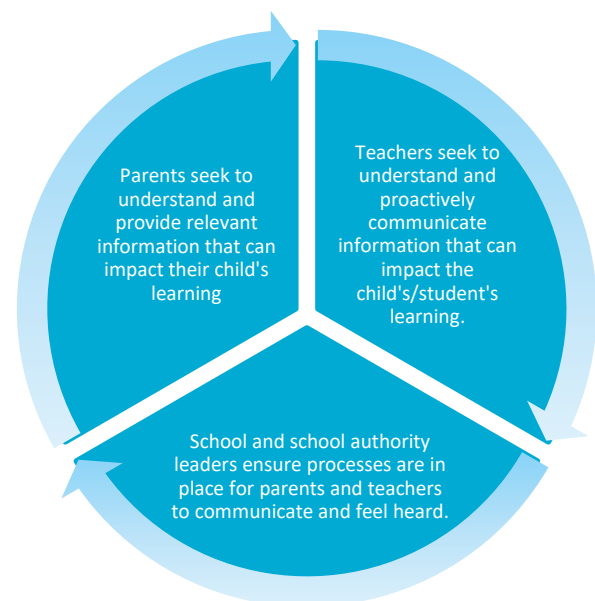 Parents seek to
understand and
provide relevant
information that can
impact their child's
learning
Teachers seek to
understand and
proactively
communicate
information that can
impact the
child's/student's
learning.
School and school authority
leaders ensure processes are in
place for parents and teachers
to communicate and feel heard.